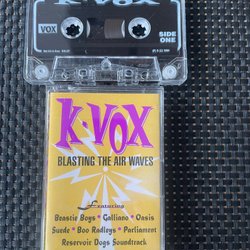 K·VOX
VOX
SIDE
ONE
K·VOX
BLASTING THE AIR WAVES
Featuring
Beastie Boys • Galliano • Oasis
Suede • Boo Radleys • Parliament
Reservoir Dogs Soundtrack